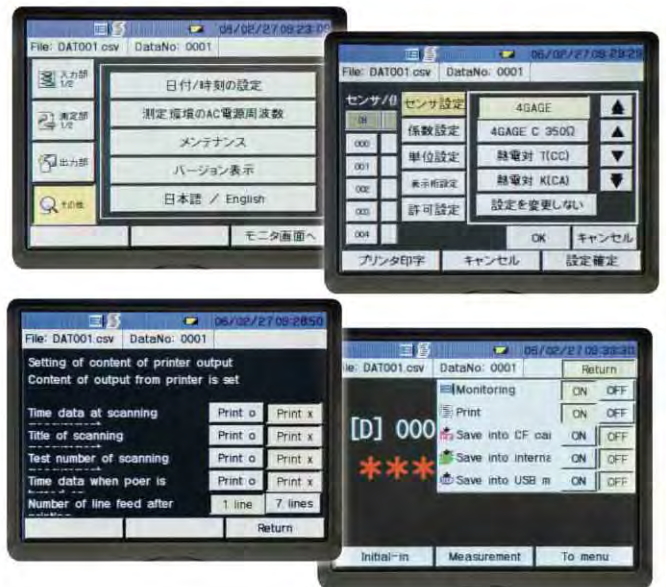 06/02/27 09:23:00
File: DAT001.csv DataNo: 0001
入力部 1/2
測定部 1/2
出力部
その他
日付/時刻の設定
測定環境のAC電源周波数
メンテナンス
バージョン表示
日本語 / English
モニタ画面へ
06/02/27 09:29:29
File: DAT001.csv DataNo: 0001
センサ/
000
001
002
003
004
センサ設定
係数設定
単位設定
表示桁設定
許可設定
4GAGE
4GAGE C 350Ω
熱電対 T(CC)
熱電対 K(CA)
設定を変更しない
OK キャンセル
プリンタ印字 キャンセル 設定確定
06/02/27 09:28:50
File: DAT001.csv DataNo: 0001
Setting of content of printer output
Content of output from printer is set
Time data at scanning Print o Print x
Title of scanning Print o Print x
Test number of scanning Print o Print x
Time data when poer is Print o Print x
Number of line feed after 1 line 7 lines
Return
06/02/27 09:33:30
ile: DAT001.csv DataNo: 0001 Return
[D] 000
***
Monitoring ON OFF
Print ON OFF
Save into CF car ON OFF
Save into interna ON OFF
Save into USB m ON OFF
Initial-in Measurement To menu